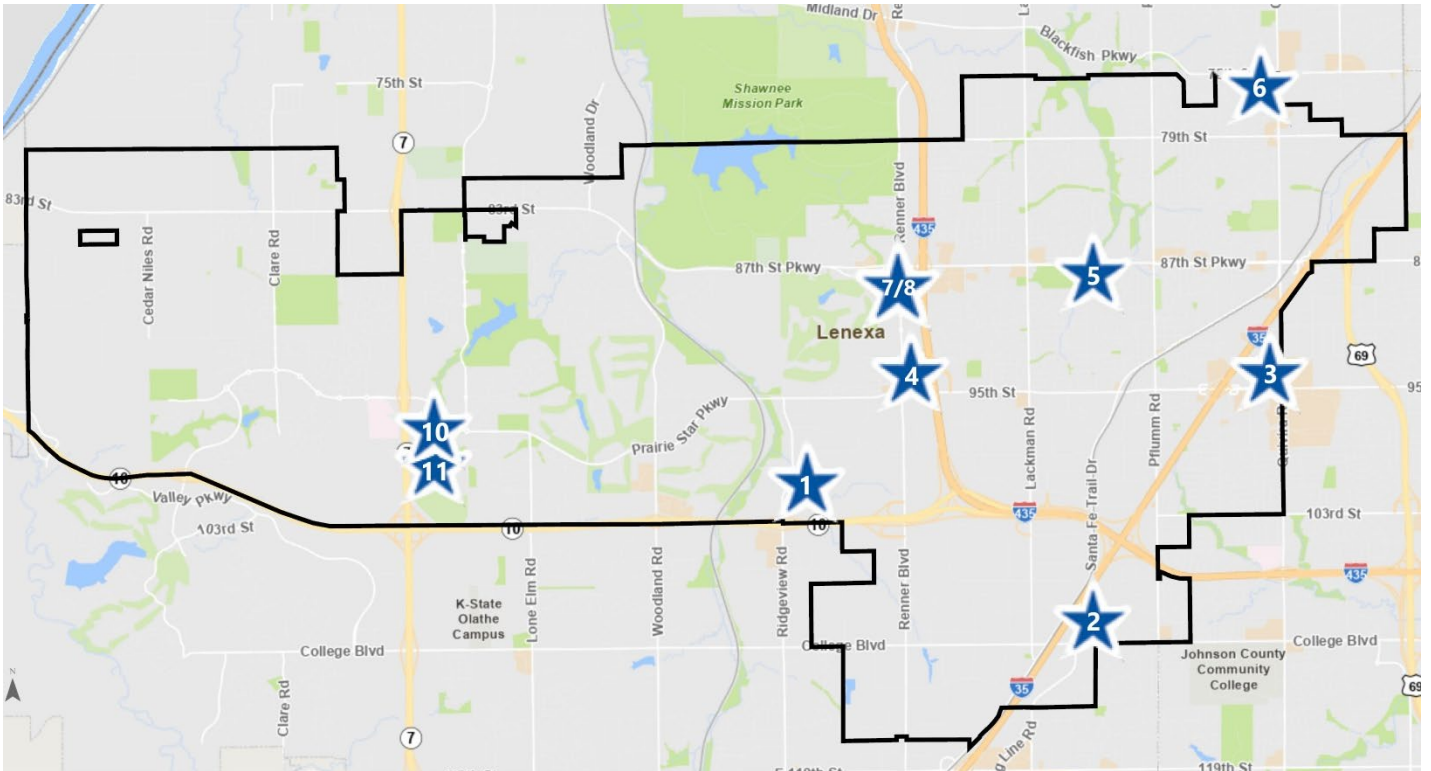 Midland Dr
Blackfish Pkwy
75th St
Shawnee
Mission Park
6
7
Woodland Dr
79th St
Renner Blvd
83rd St
83rd St
435
Cedar Niles Rd
Clare Rd
87th St Pkwy
87th St Pkwy
5
7/8
Lenexa
35
69
4
3
95th St
95
Lackman Rd
Pflumm Rd
10
Prairie Star Pkwy
11
10
Valley Pkwy
1
103rd St
10
10
435
103rd St
Santa Fe-Trail-Dr
Lone Elm Rd
Woodland Rd
Ridgeview Rd
Renner Blvd
435
K-State
Olathe
Campus
2
College Blvd
College Blvd
College Blvd
Johnson County
Community
College
N
Clare Rd
35
69
7
119th St